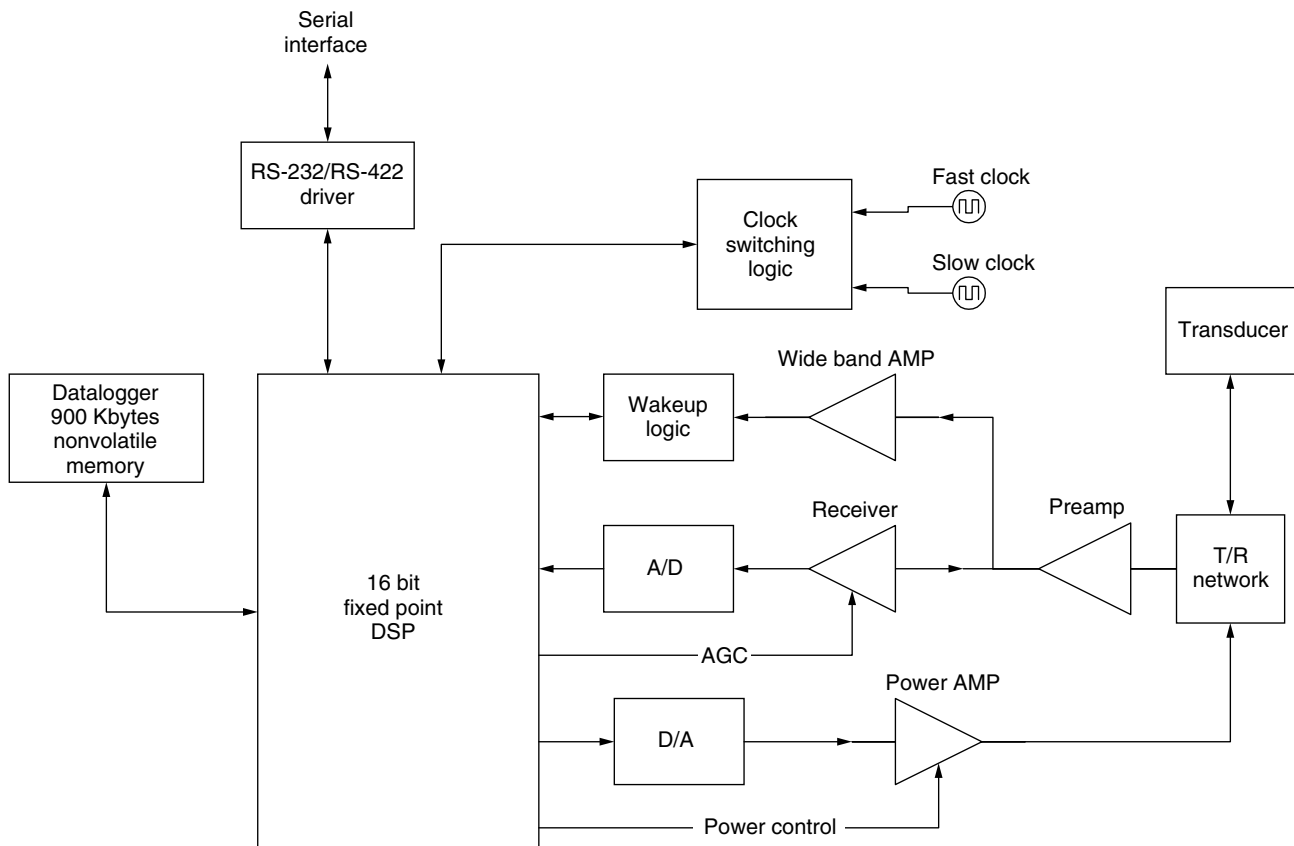 Serial
interface
RS-232/RS-422
driver
Fast clock
Clock
switching
logic
Slow clock
Transducer
Wide band AMP
Datalogger
900 Kbytes
nonvolatile
memory
Wakeup
logic
Receiver
Preamp
A/D
T/R
network
16 bit
fixed point
DSP
AGC
Power AMP
D/A
Power control